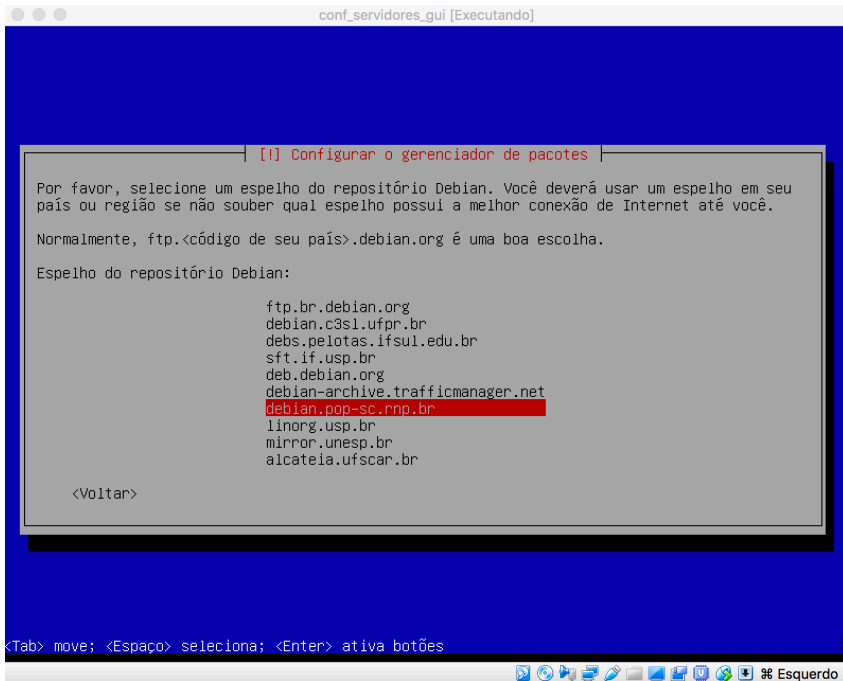 conf_servidores_gui [Executando]
[!] Configurar o gerenciador de pacotes
Por favor, selecione um espelho do repositório Debian. Você deverá usar um espelho em seu
país ou região se não souber qual espelho possui a melhor conexão de Internet até você.
Normalmente, ftp.<código de seu país>.debian.org é uma boa escolha.
Espelho do repositório Debian:
ftp.br.debian.org
debian.c3sl.ufpr.br
debs.pelotas.ifsul.edu.br
sft.if.usp.br
deb.debian.org
debian-archive.trafficmanager.net
debian.pop-sc.rnp.br
linorg.usp.br
mirror.unesp.br
alcateia.ufscar.br
<Voltar>
<Tab> move; <Espaço> seleciona; <Enter> ativa botões
⌘ Esquerdo